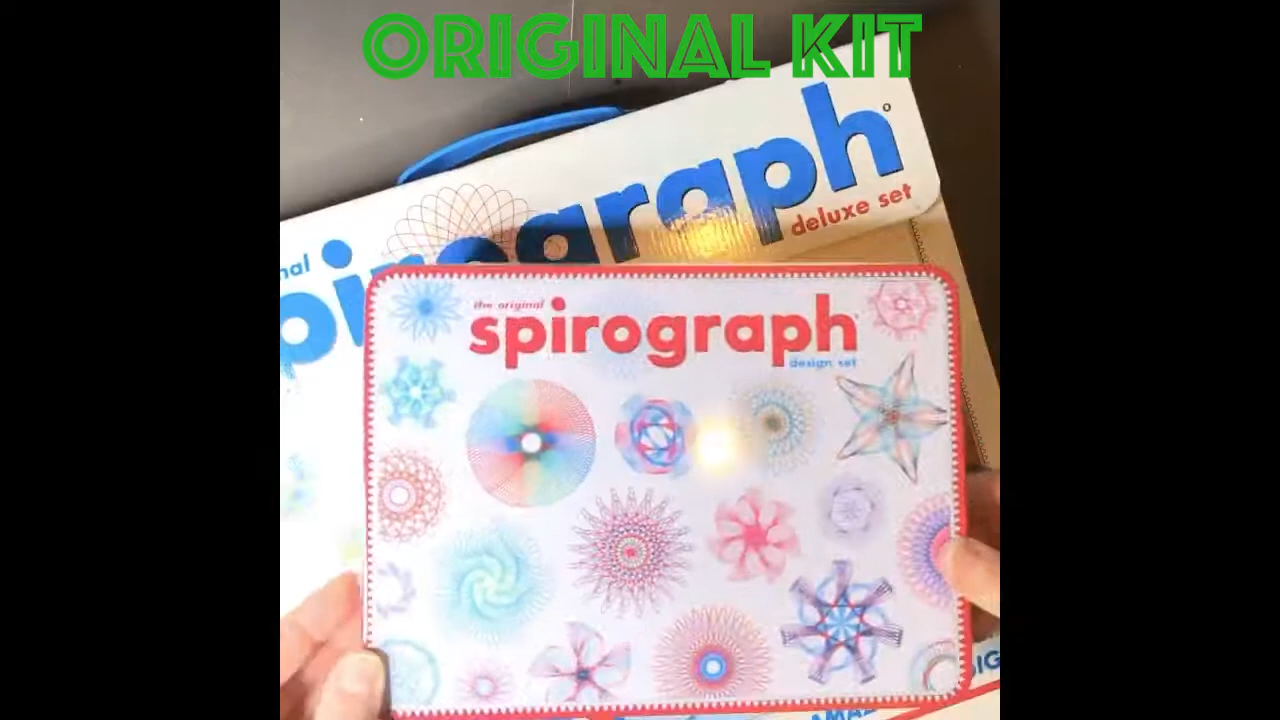 ORIGINAL KIT
spirograph
deluxe set
the original
spirograph
design set